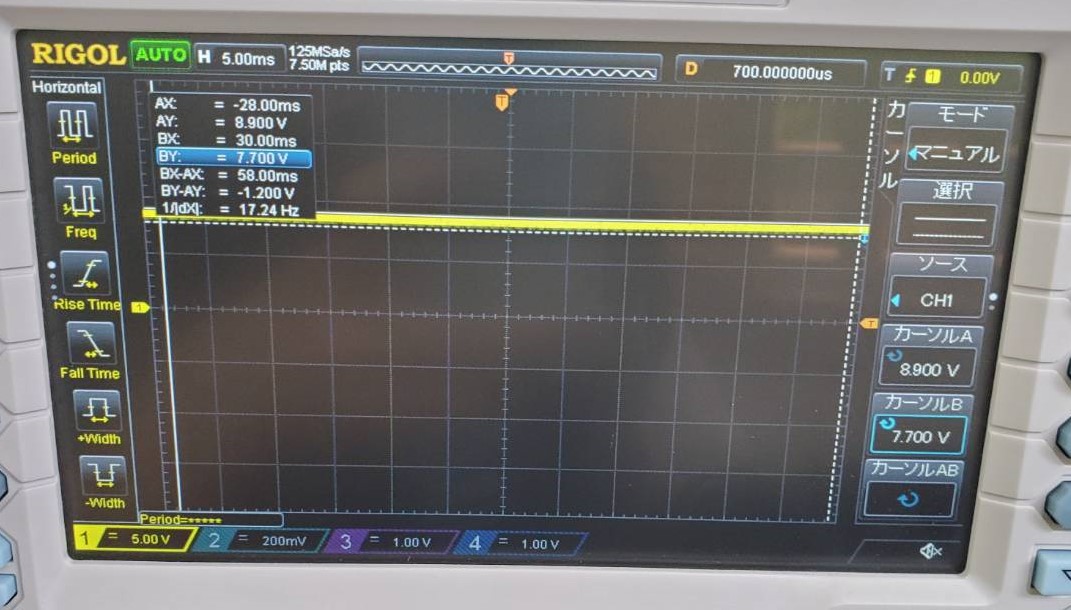 RIGOL AUTO H 5.00ms 125MSa/s 7.50M pts T D 700.000000us T 1 0.00V
Horizontal
Period
Freq
Rise Time
Fall Time
+Width
-Width
AX: = -28.00ms
AY: = 8.900 V
BX: = 30.00ms
BY: = 7.700 V
BX-AX: = 58.00ms
BY-AY: = -1.200 V
1/|dX|: = 17.24 Hz
T
1
T
カーソル
モード
マニュアル
選択
ソース
CH1
カーソルA
8.900 V
カーソルB
7.700 V
カーソルAB
Period=*****
1 = 5.00 V 2 = 200mV 3 = 1.00 V 4 = 1.00 V